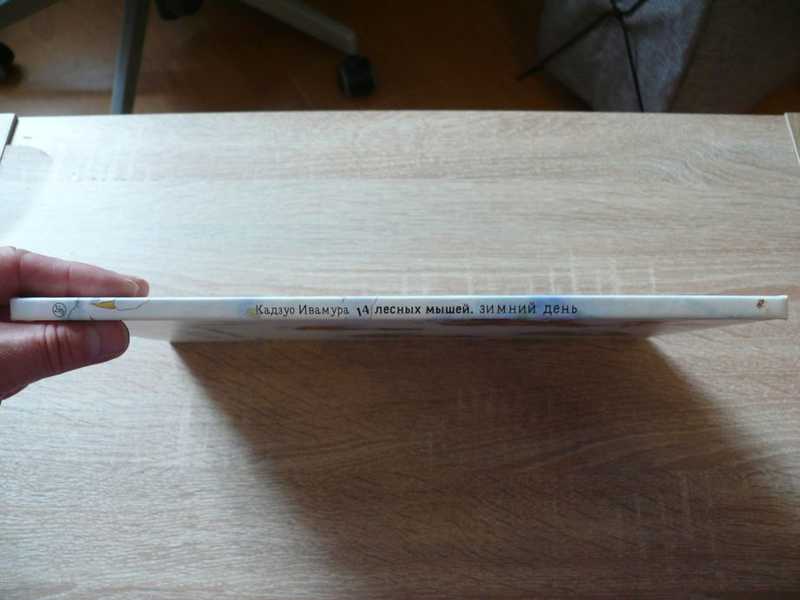 Кадзуо Ивамура 14 лесных мышей. зимний день